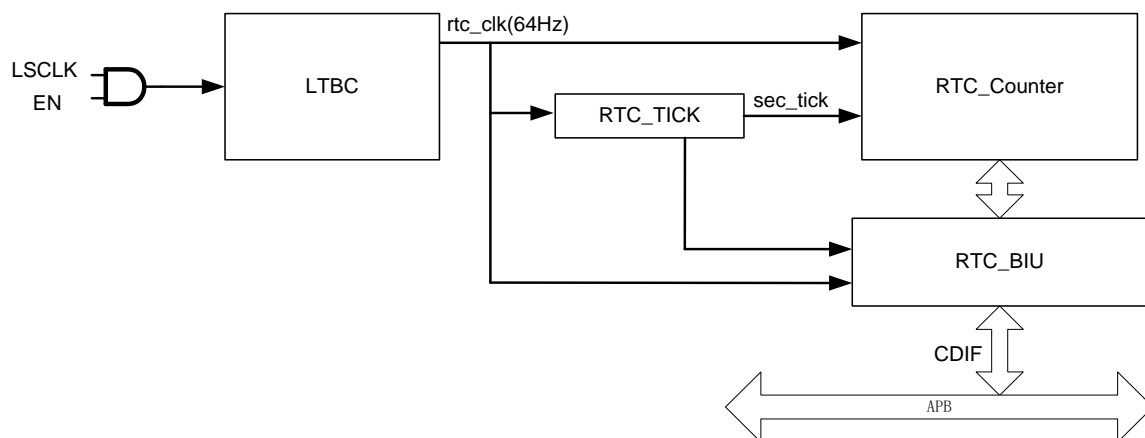 rtc_clk(64Hz)
LSCLK
EN
LTBC
RTC_Counter
RTC_TICK
sec_tick
RTC_BIU
CDIF
APB